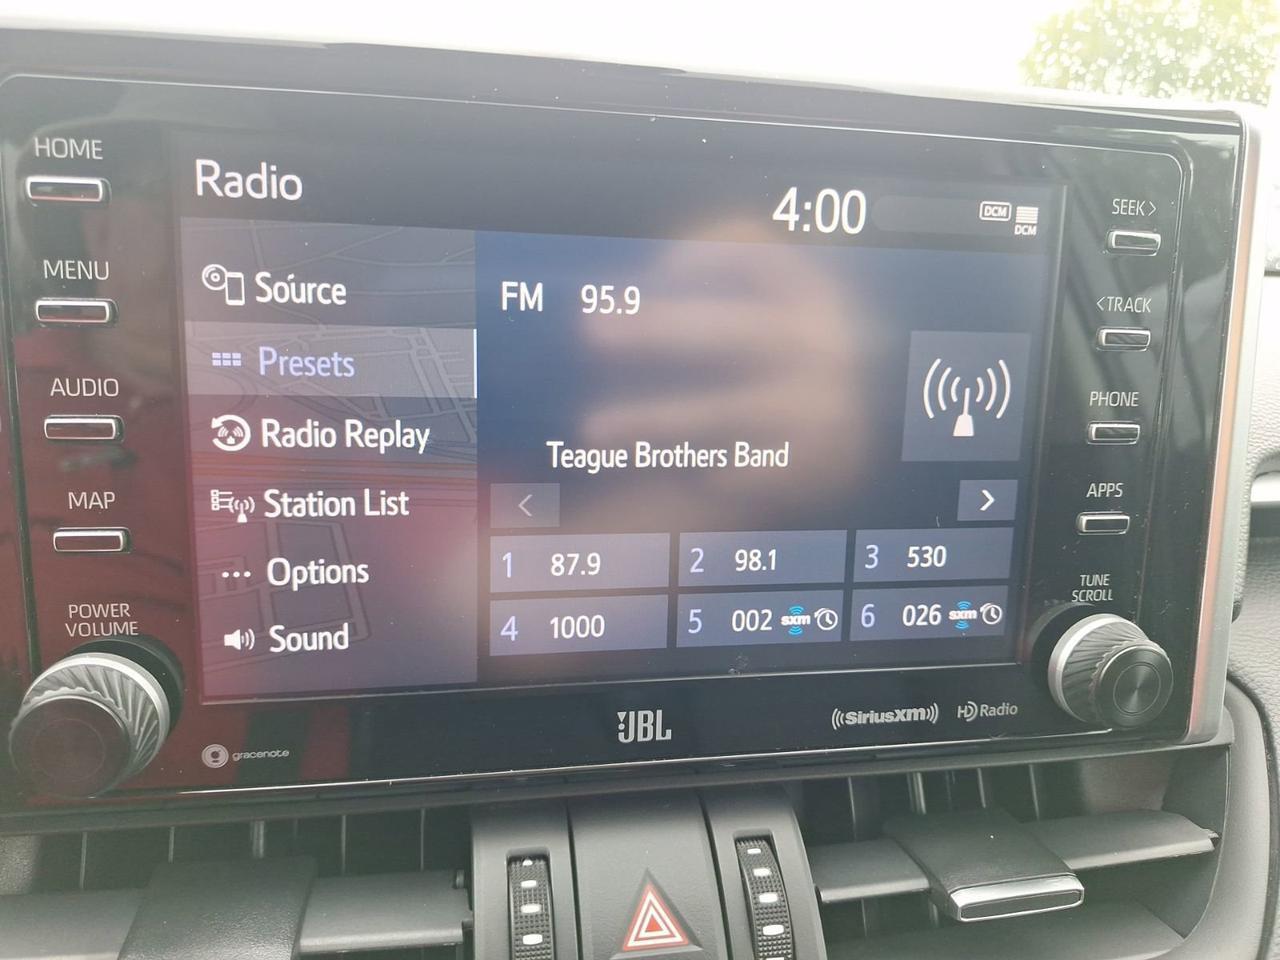 HOME
MENU
AUDIO
MAP
POWER
VOLUME
Radio
4:00
DCM
DCM
Source
Presets
Radio Replay
Station List
Options
Sound
FM 95.9
Teague Brothers Band
< >
1 87.9
2 98.1
3 530
4 1000
5 002 sxm
6 026 sxm
SEEK>
<TRACK
PHONE
APPS
TUNE
SCROLL
gracenote
JBL
((SiriusXM))
HD Radio